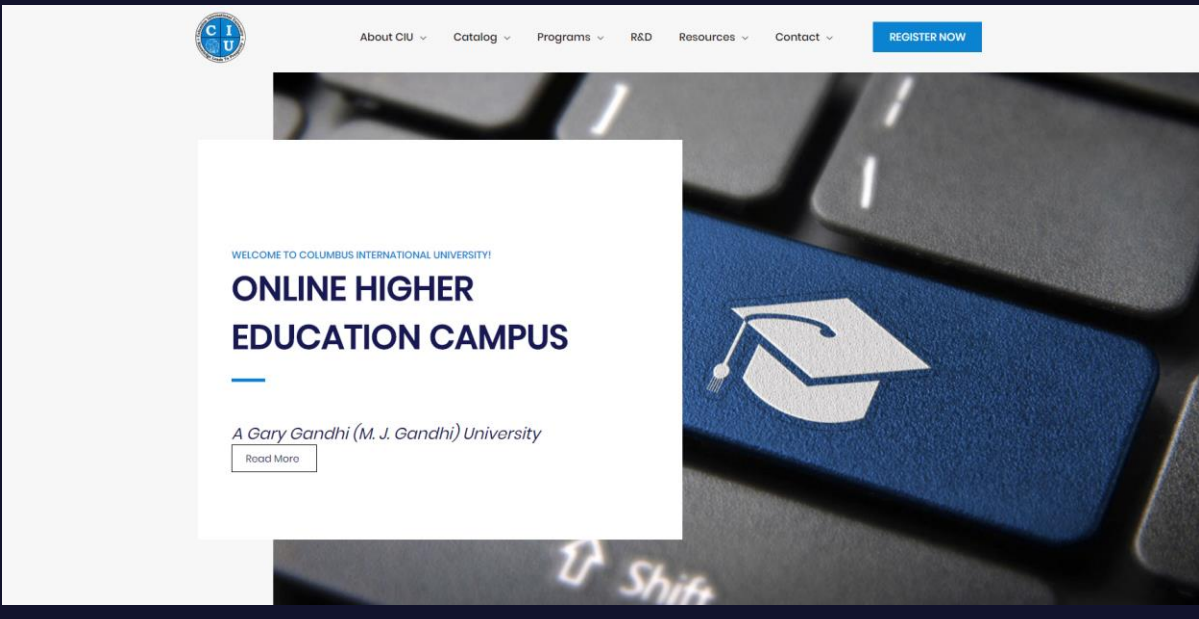 C I
U
About CIU
Catalog
Programs
R&D
Resources
Contact
REGISTER NOW
WELCOME TO COLUMBUS INTERNATIONAL UNIVERSITY!
ONLINE HIGHER
EDUCATION CAMPUS
A Gary Gandhi (M. J. Gandhi) University
Read More
Shift